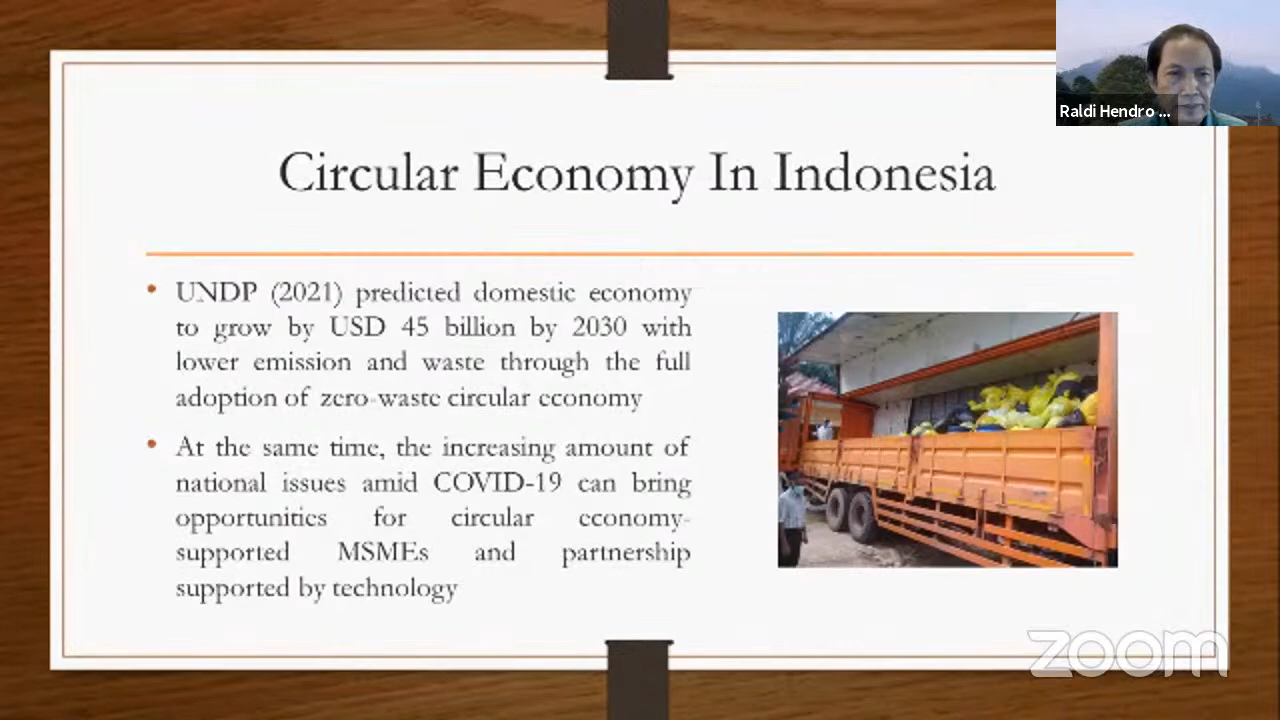 Raldi Hendro ...
Circular Economy In Indonesia
• UNDP (2021) predicted domestic economy
to grow by USD 45 billion by 2030 with
lower emission and waste through the full
adoption of zero-waste circular economy
• At the same time, the increasing amount of
national issues amid COVID-19 can bring
opportunities for circular economy-
supported MSMEs and partnership
supported by technology
zoom